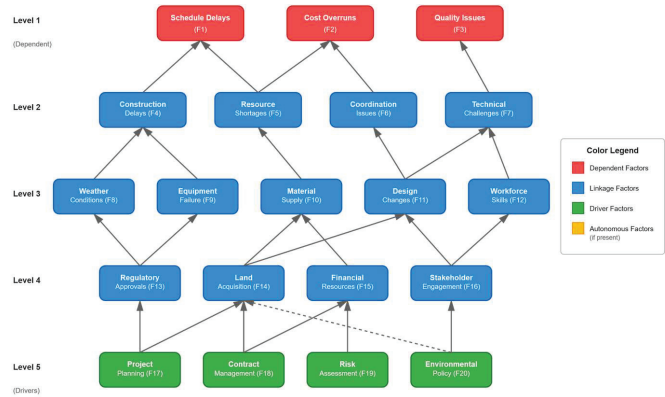 Level 1
(Dependent)
Schedule Delays
(F1)
Cost Overruns
(F2)
Quality Issues
(F3)
Level 2
Construction
Delays (F4)
Resource
Shortages (F5)
Coordination
Issues (F6)
Technical
Challenges (F7)
Color Legend
Dependent Factors
Linkage Factors
Driver Factors
Autonomous Factors
(if present)
Level 3
Weather
Conditions (F8)
Equipment
Failure (F9)
Material
Supply (F10)
Design
Changes (F11)
Workforce
Skills (F12)
Level 4
Regulatory
Approvals (F13)
Land
Acquisition (F14)
Financial
Resources (F15)
Stakeholder
Engagement (F16)
Level 5
(Drivers)
Project
Planning (F17)
Contract
Management (F18)
Risk
Assessment (F19)
Environmental
Policy (F20)